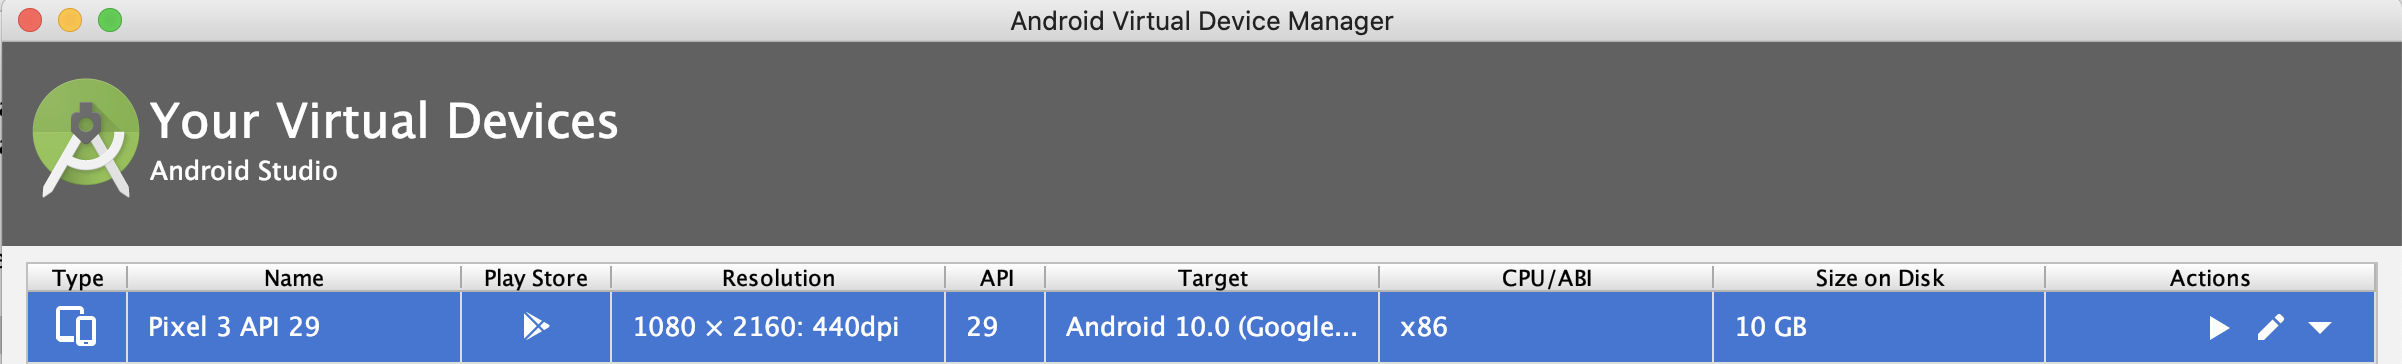 Android Virtual Device Manager
Your Virtual Devices
Android Studio
Type Name Play Store Resolution API Target CPU/ABI Size on Disk Actions
Pixel 3 API 29 1080 × 2160: 440dpi 29 Android 10.0 (Google... x86 10 GB